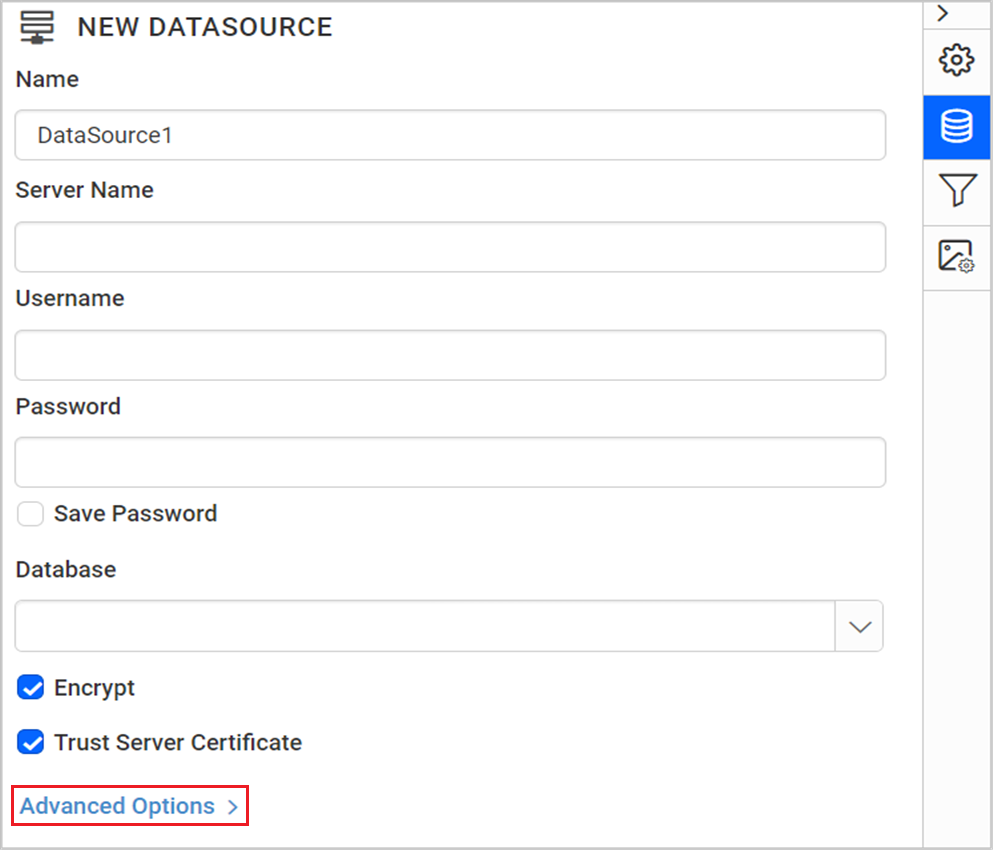 NEW DATASOURCE
Name
DataSource1
Server Name
Username
Password
Save Password
Database
Encrypt
Trust Server Certificate
Advanced Options